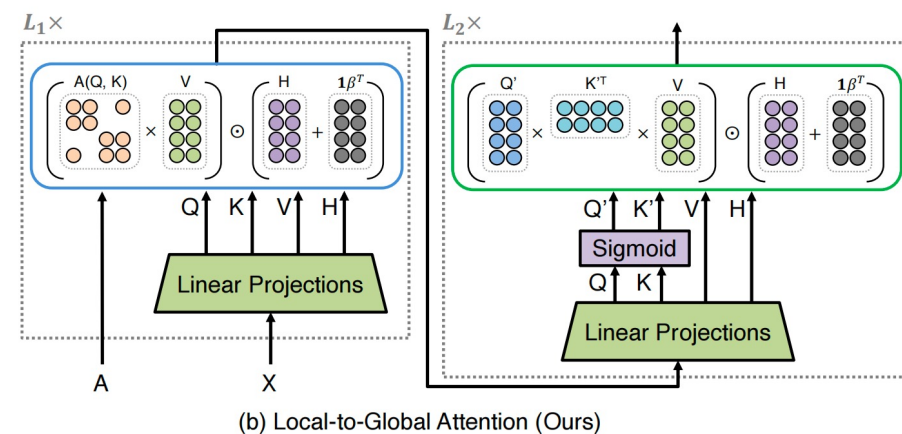 L₁×
A(Q, K) V H 𝟏βᵀ
× ⊙ +
Q K V H
Linear Projections
A X
L₂×
Q' K'ᵀ V H 𝟏βᵀ
× × ⊙ +
Q' K' V H
Sigmoid
Q K
Linear Projections
(b) Local-to-Global Attention (Ours)